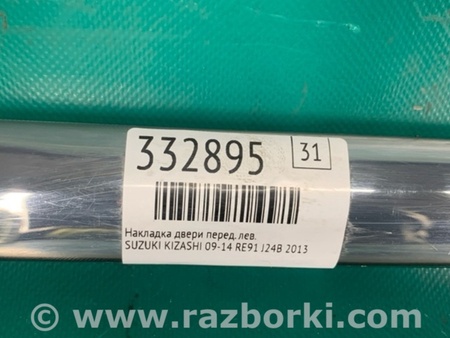 332895 31
Накладка двери перед. лев.
SUZUKI KIZASHI 09-14 RE91 J24B 2013
© www.razborki.com